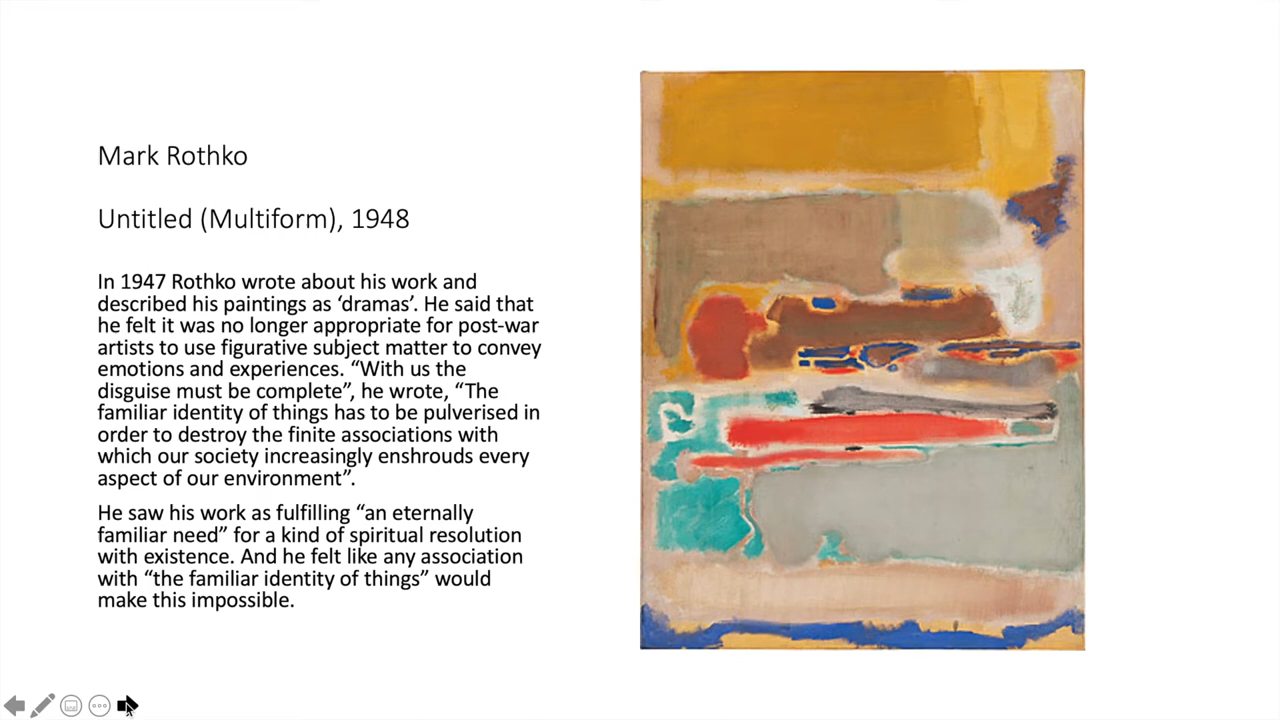 Mark Rothko
Untitled (Multiform), 1948
In 1947 Rothko wrote about his work and
described his paintings as ‘dramas’. He said that
he felt it was no longer appropriate for post-war
artists to use figurative subject matter to convey
emotions and experiences. “With us the
disguise must be complete”, he wrote, “The
familiar identity of things has to be pulverised in
order to destroy the finite associations with
which our society increasingly enshrouds every
aspect of our environment”.
He saw his work as fulfilling “an eternally
familiar need” for a kind of spiritual resolution
with existence. And he felt like any association
with “the familiar identity of things” would
make this impossible.